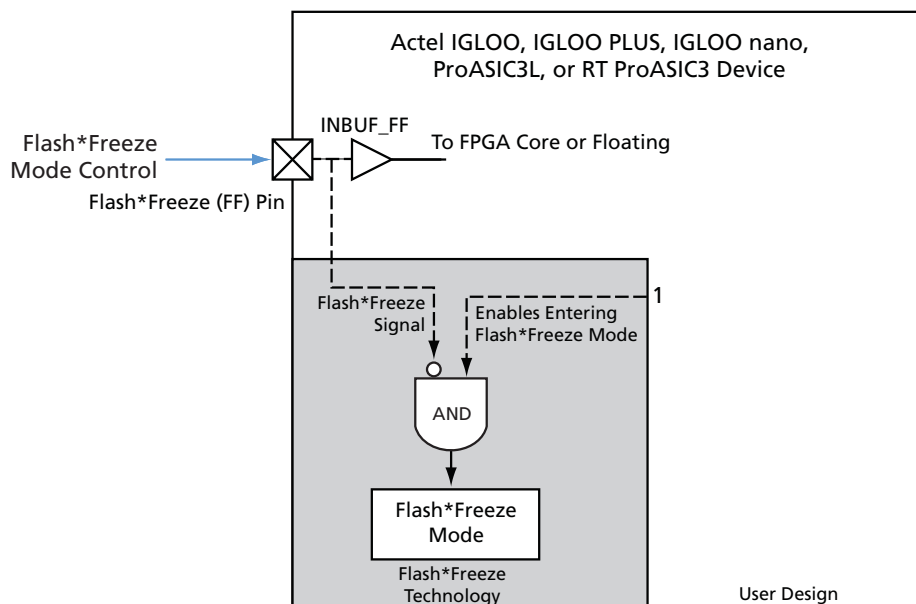 Actel IGLOO, IGLOO PLUS, IGLOO nano,
ProASIC3L, or RT ProASIC3 Device
INBUF_FF
To FPGA Core or Floating
Flash*Freeze
Mode Control
Flash*Freeze (FF) Pin
1
Flash*Freeze
Signal
Enables Entering
Flash*Freeze Mode
AND
Flash*Freeze
Mode
Flash*Freeze
Technology
User Design